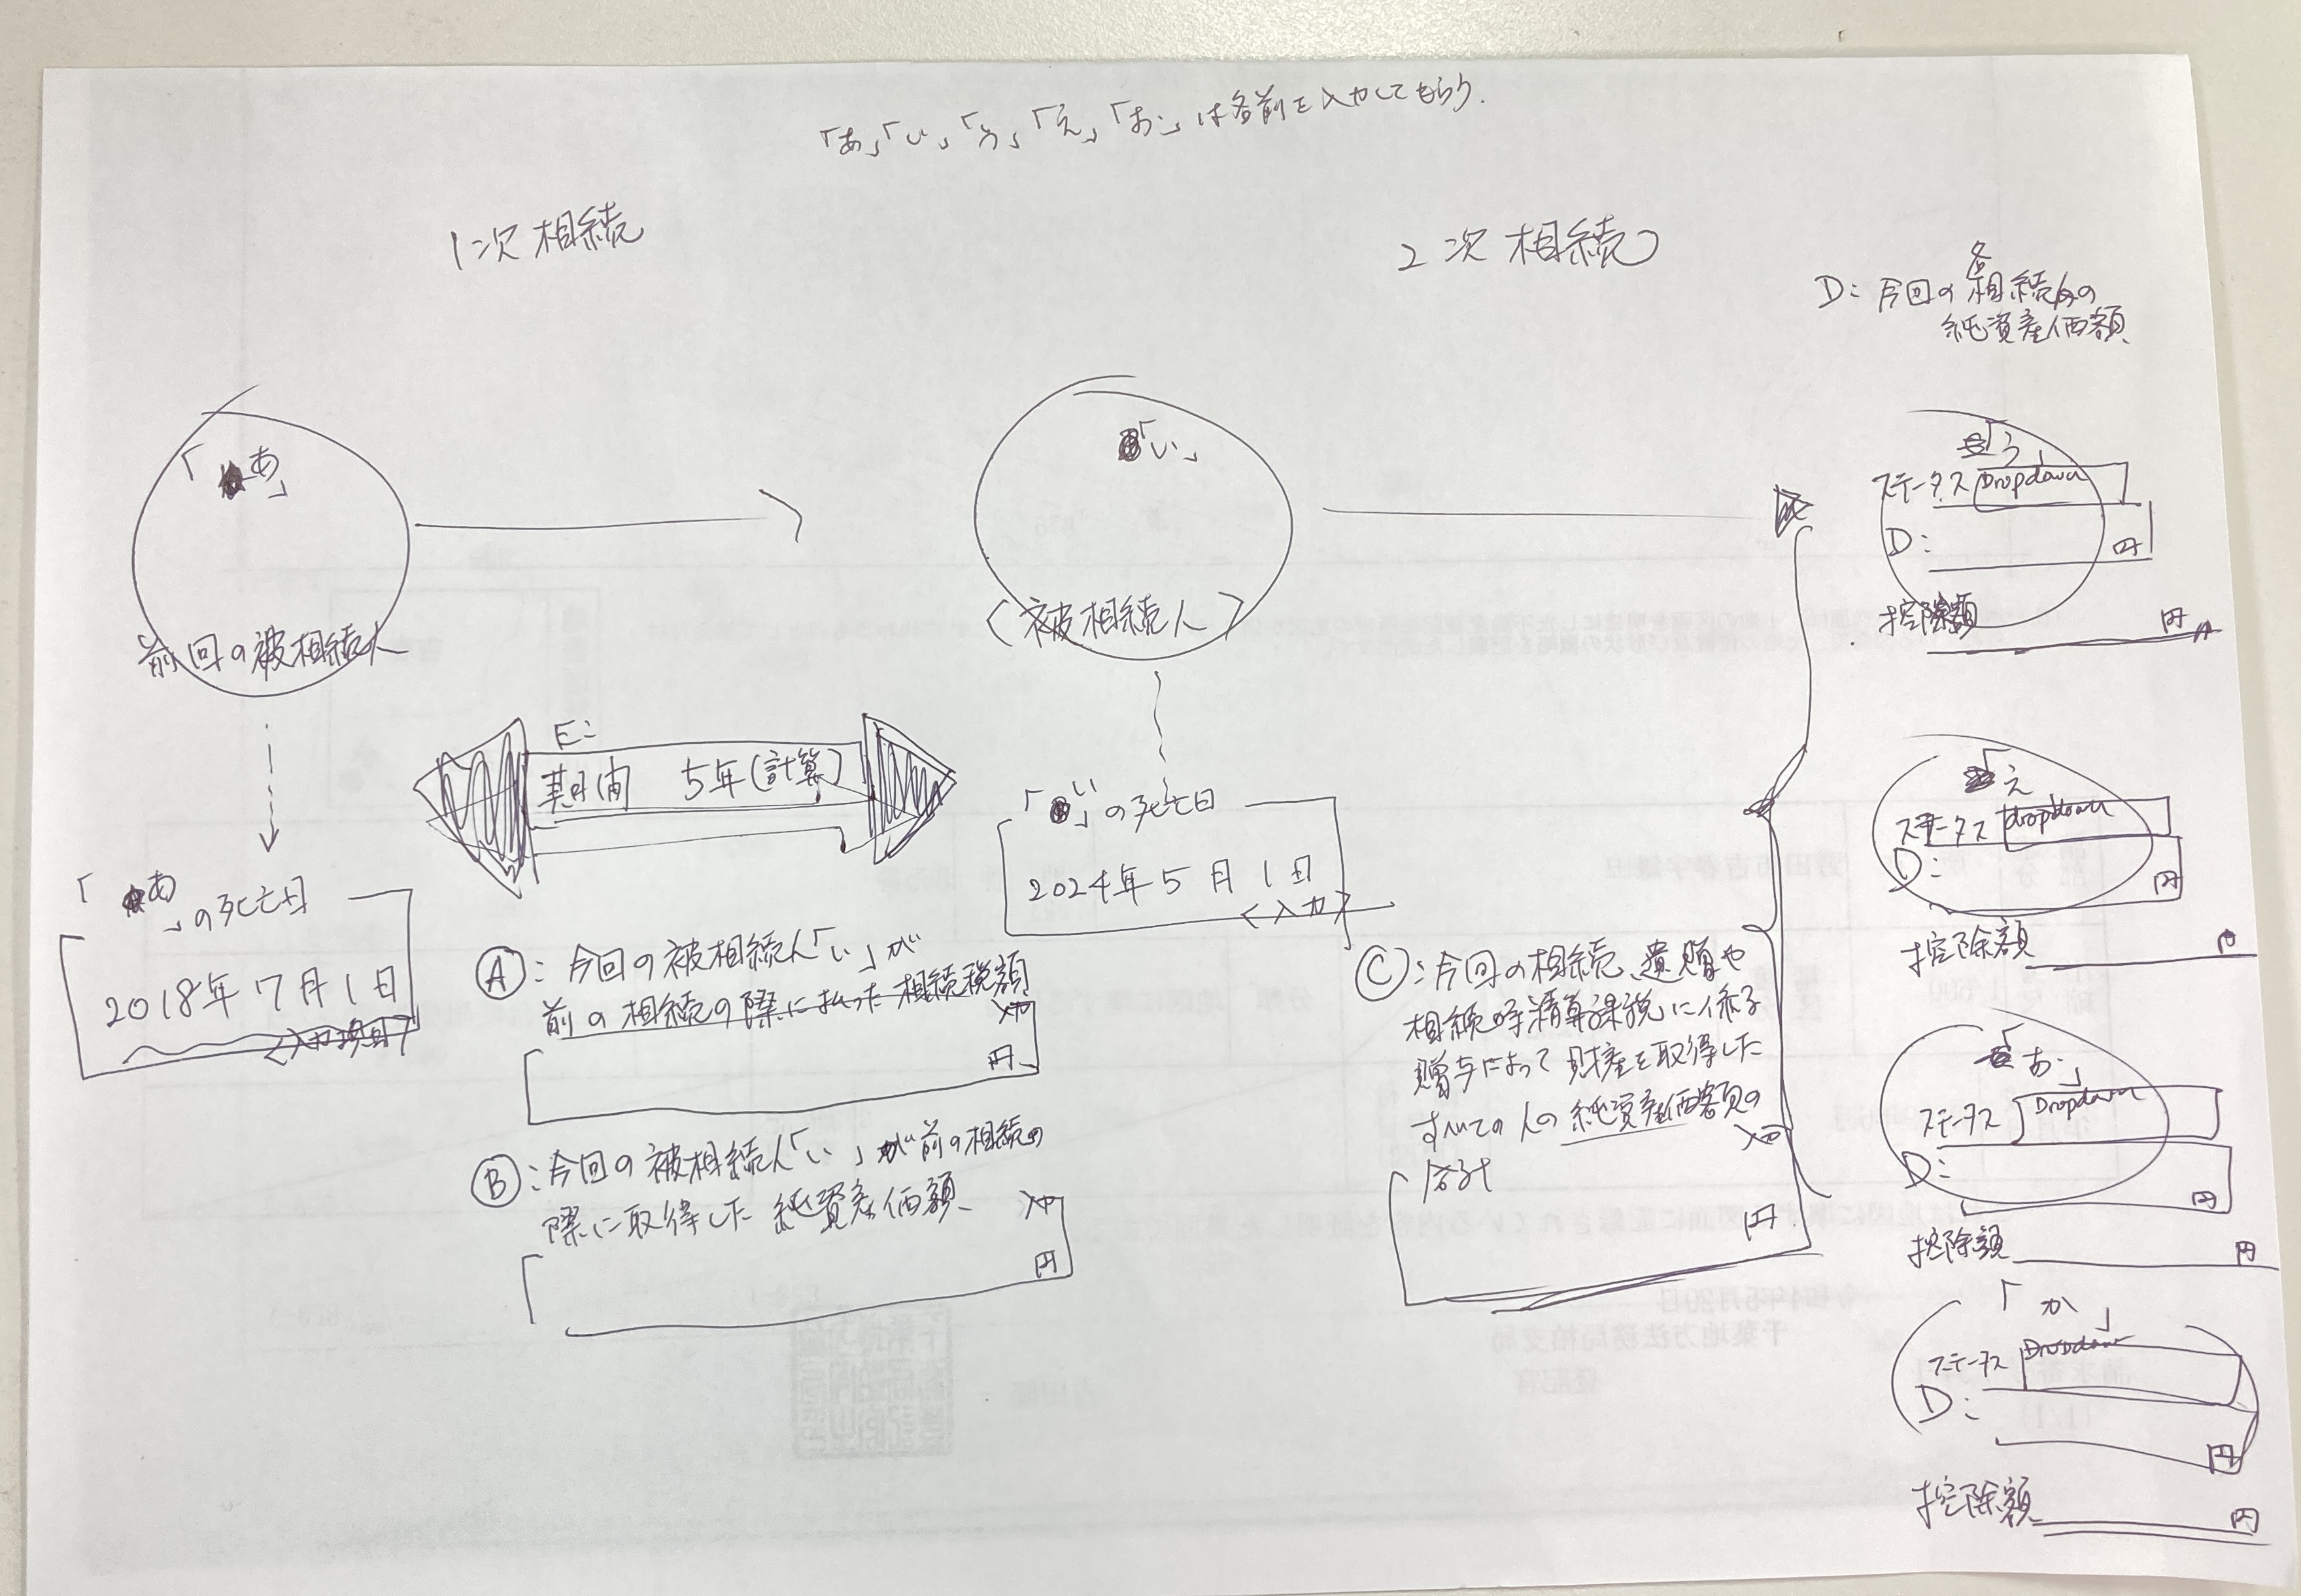 「あ」「い」「う」「え」「お」は名前を入力してもらう.
1次相続
2次相続
D: 今回の各相続人の
純資産価額
「あ」
前回の被相続人
「い」
〈被相続人〉
E:
期間 5年(計算)
「あ」の死亡日
2018年7月1日
〈入力項目〉
「い」の死亡日
2024年5月1日
〈入力〉
Ⓐ: 今回の被相続人「い」が
前の相続の際に払った相続税額
入力
円
Ⓑ: 今回の被相続人「い」が前の相続の
際に取得した純資産価額
入力
円
Ⓒ: 今回の相続、遺贈や
相続時精算課税に係る
贈与によって財産を取得した
すべての人の純資産価額の
合計
入力
円
「う」
ステータス Dropdown
D: 円
控除額 円
「え
ステータス dropdown
D: 円
控除額 円
「お」
ステータス Dropdown
D: 円
控除額 円
「か」
ステータス Dropdown
D: 円
控除額 円